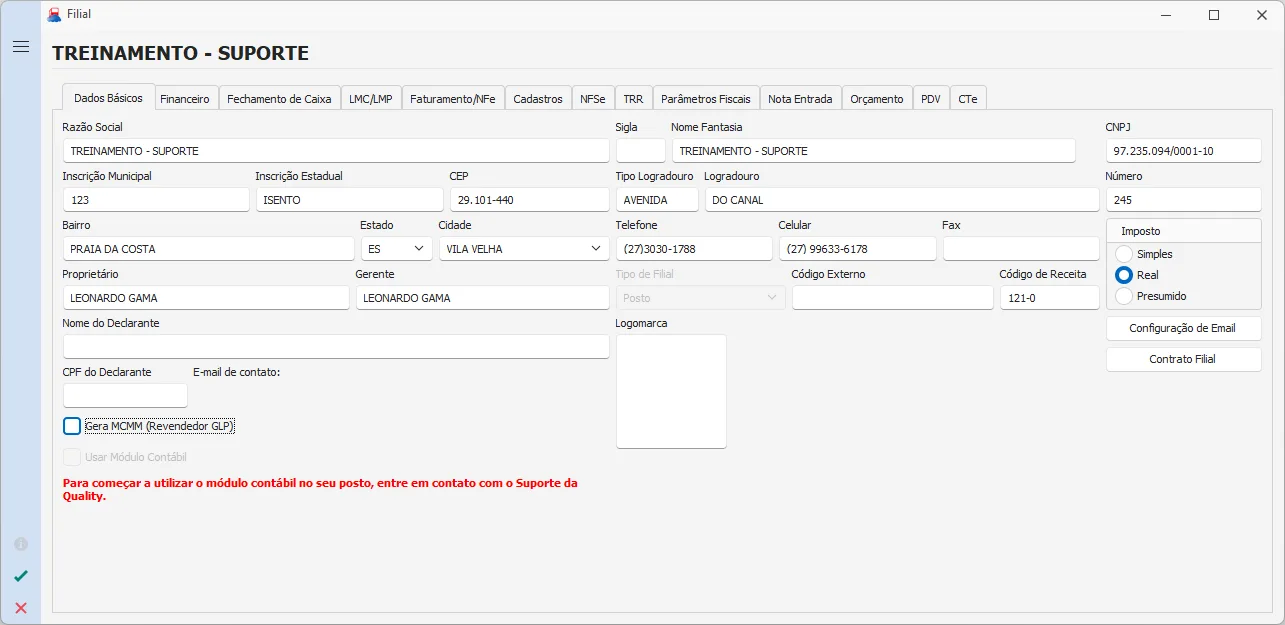 Filial
TREINAMENTO - SUPORTE
Dados Básicos Financeiro Fechamento de Caixa LMC/LMP Faturamento/NFe Cadastros NFSe TRR Parâmetros Fiscais Nota Entrada Orçamento PDV CTe
Razão Social Sigla Nome Fantasia CNPJ
TREINAMENTO - SUPORTE TREINAMENTO - SUPORTE 97.235.094/0001-10
Inscrição Municipal Inscrição Estadual CEP Tipo Logradouro Logradouro Número
123 ISENTO 29.101-440 AVENIDA DO CANAL 245
Bairro Estado Cidade Telefone Celular Fax Imposto
PRAIA DA COSTA ES VILA VELHA (27)3030-1788 (27) 99633-6178 Simples
Proprietário Gerente Tipo de Filial Código Externo Código de Receita Real
LEONARDO GAMA LEONARDO GAMA Posto 121-0 Presumido
Nome do Declarante Logomarca Configuração de Email
Contrato Filial
CPF do Declarante E-mail de contato:
Gera MCMM (Revendedor GLP)
Usar Módulo Contábil
Para começar a utilizar o módulo contábil no seu posto, entre em contato com o Suporte da
Quality.